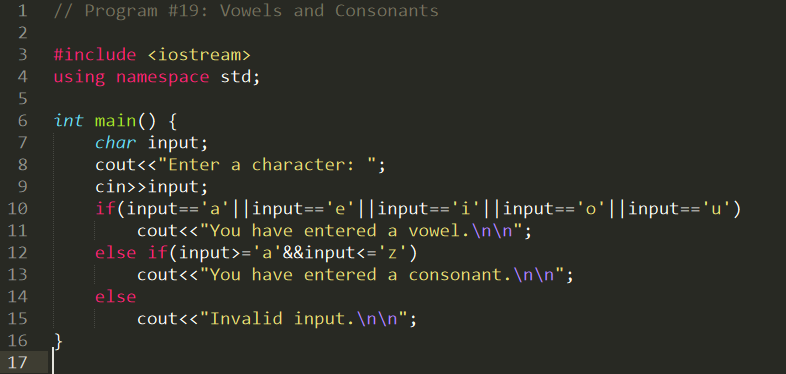 1 // Program #19: Vowels and Consonants
2
3 #include <iostream>
4 using namespace std;
5
6 int main() {
7     char input;
8     cout<<"Enter a character: ";
9     cin>>input;
10     if(input=='a'||input=='e'||input=='i'||input=='o'||input=='u')
11         cout<<"You have entered a vowel.\n\n";
12     else if(input>='a'&&input<='z')
13         cout<<"You have entered a consonant.\n\n";
14     else
15         cout<<"Invalid input.\n\n";
16 }
17